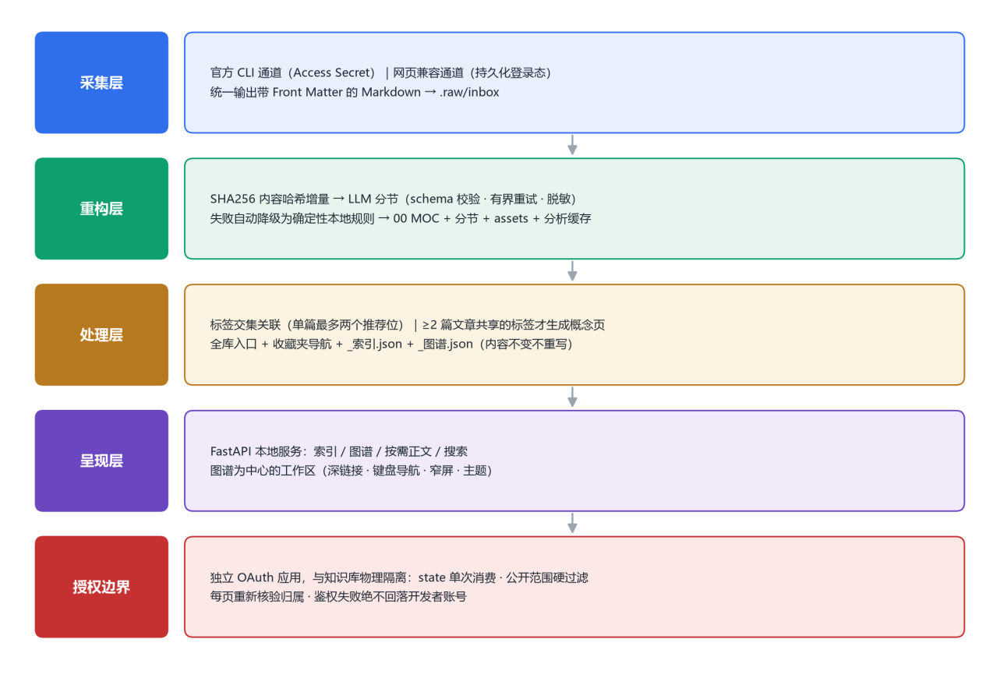 采集层
官方 CLI 通道（Access Secret）｜网页兼容通道（持久化登录态）
统一输出带 Front Matter 的 Markdown → .raw/inbox
重构层
SHA256 内容哈希增量 → LLM 分节（schema 校验 · 有界重试 · 脱敏）
失败自动降级为确定性本地规则 → 00 MOC + 分节 + assets + 分析缓存
处理层
标签交集关联（单篇最多两个推荐位）｜≥2 篇文章共享的标签才生成概念页
全库入口 + 收藏夹导航 + _索引.json + _图谱.json（内容不变不重写）
呈现层
FastAPI 本地服务：索引 / 图谱 / 按需正文 / 搜索
图谱为中心的工作区（深链接 · 键盘导航 · 窄屏 · 主题）
授权边界
独立 OAuth 应用，与知识库物理隔离：state 单次消费 · 公开范围硬过滤
每页重新核验归属 · 鉴权失败绝不回落开发者账号